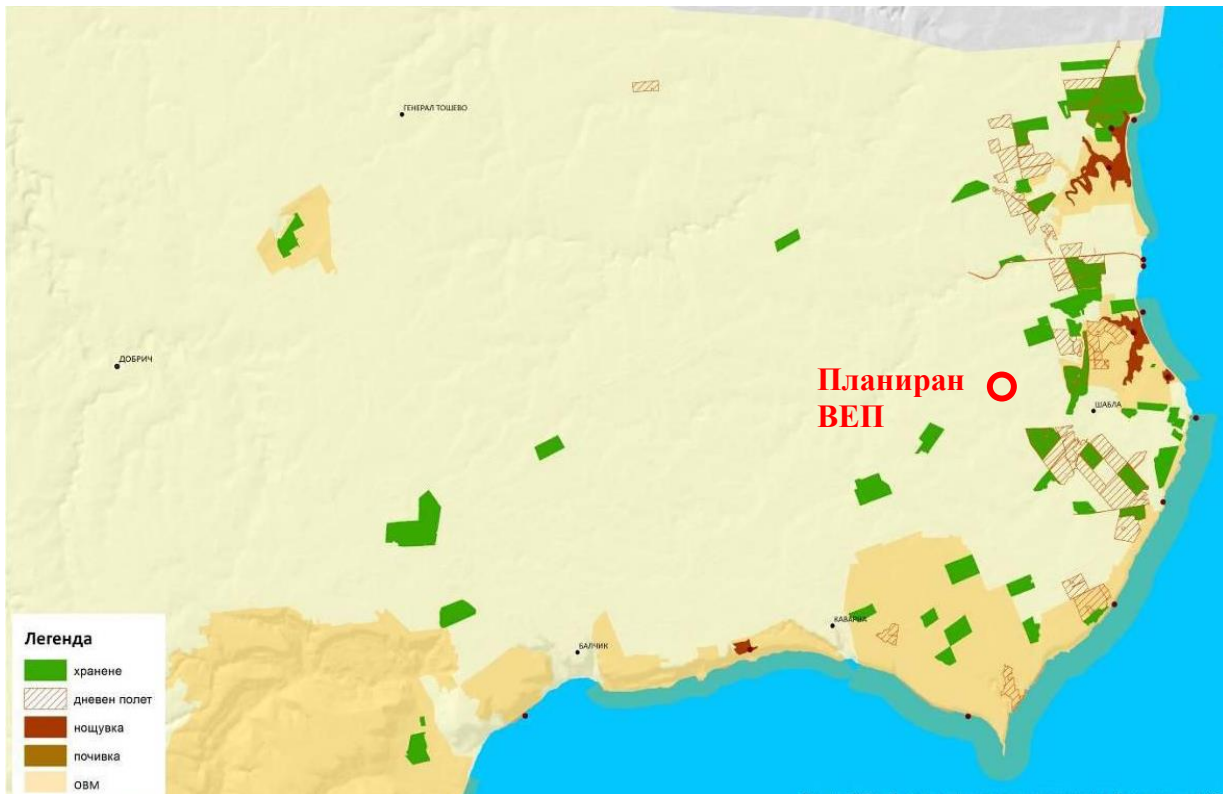 ГЕНЕРАЛ ТОШЕВО
ДОБРИЧ
Планиран
ВЕП
ШАБЛА
КАВАРНА
БАЛЧИК
Легенда
хранене
дневен полет
нощувка
почивка
ОВМ